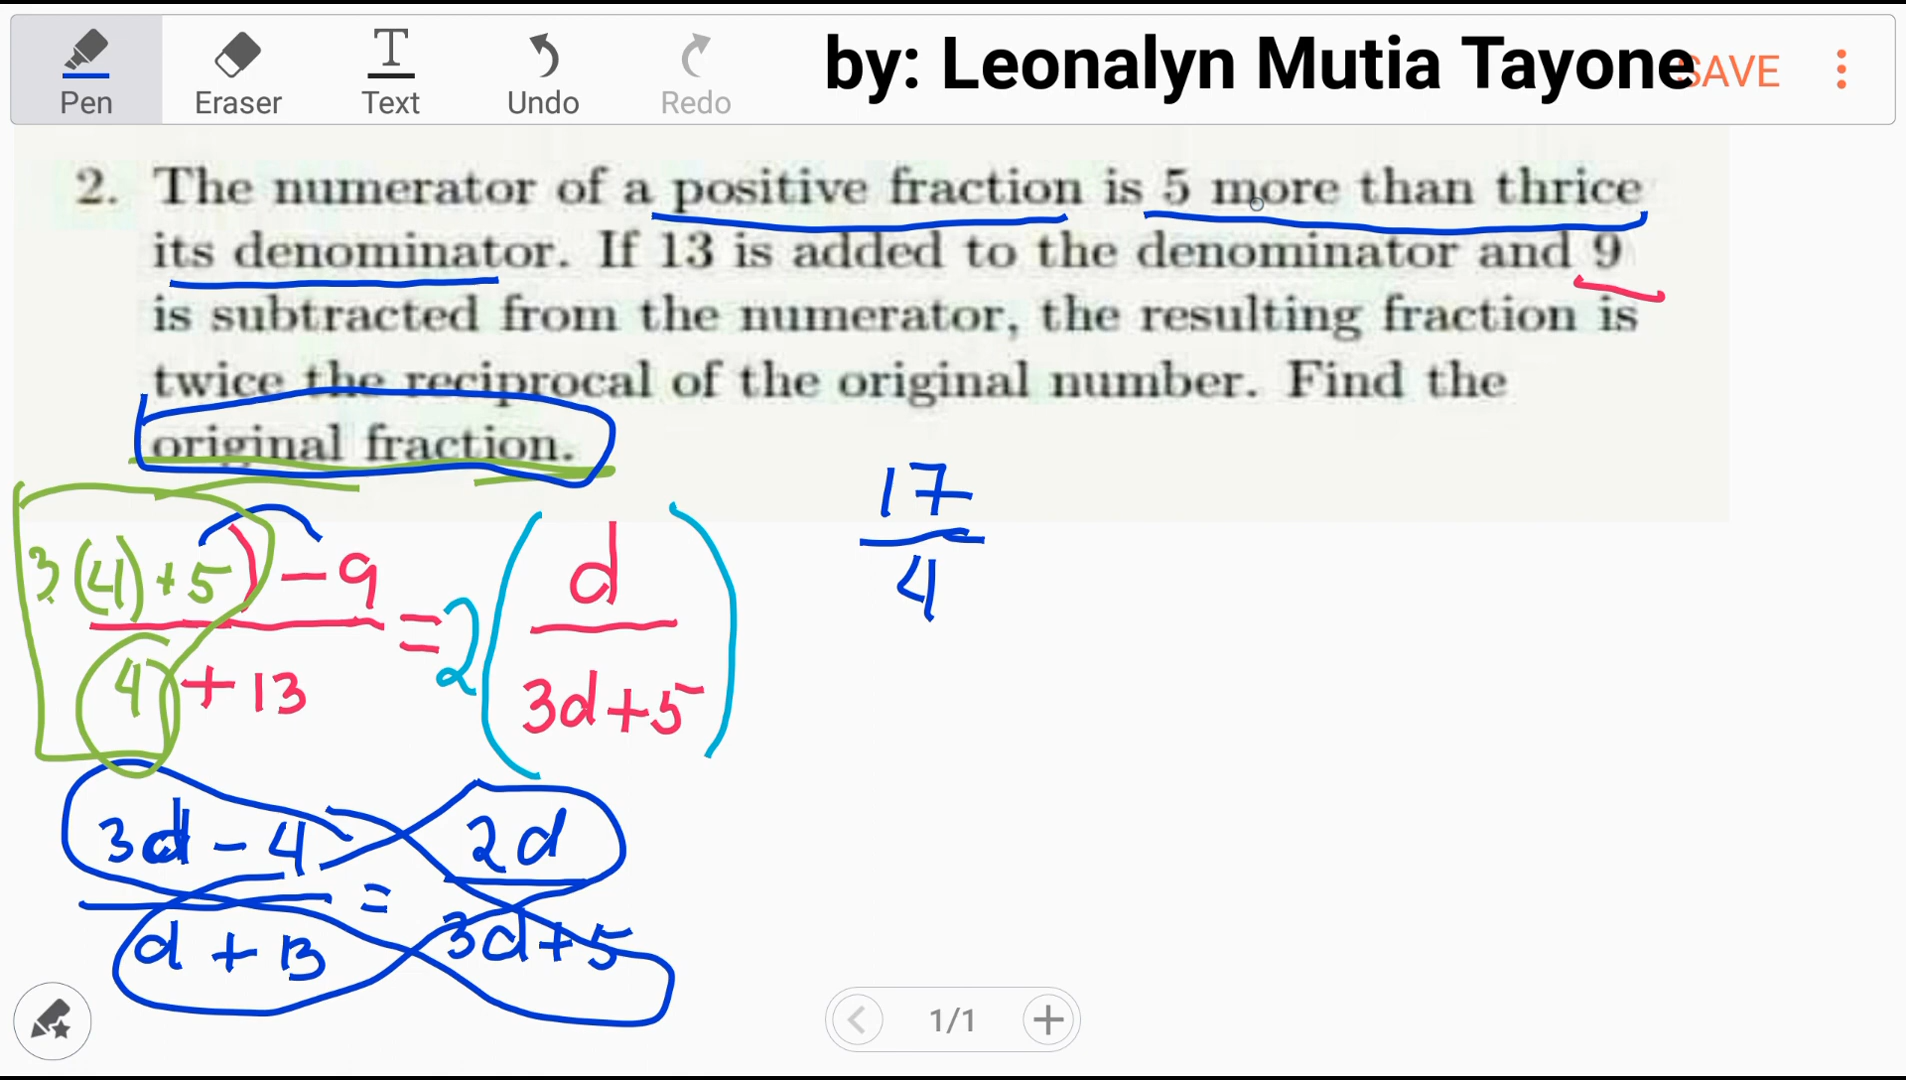 Pen
Eraser
Text
Undo
Redo
by: Leonalyn Mutia Tayone
SAVE
2. The numerator of a positive fraction is 5 more than thrice
its denominator. If 13 is added to the denominator and 9
is subtracted from the numerator, the resulting fraction is
twice the reciprocal of the original number. Find the
original fraction.
17
4
3(4)+5) - 9
4 + 13
= 2
d
3d+5
3d - 4
d + 13
=
2d
3d+5
1/1